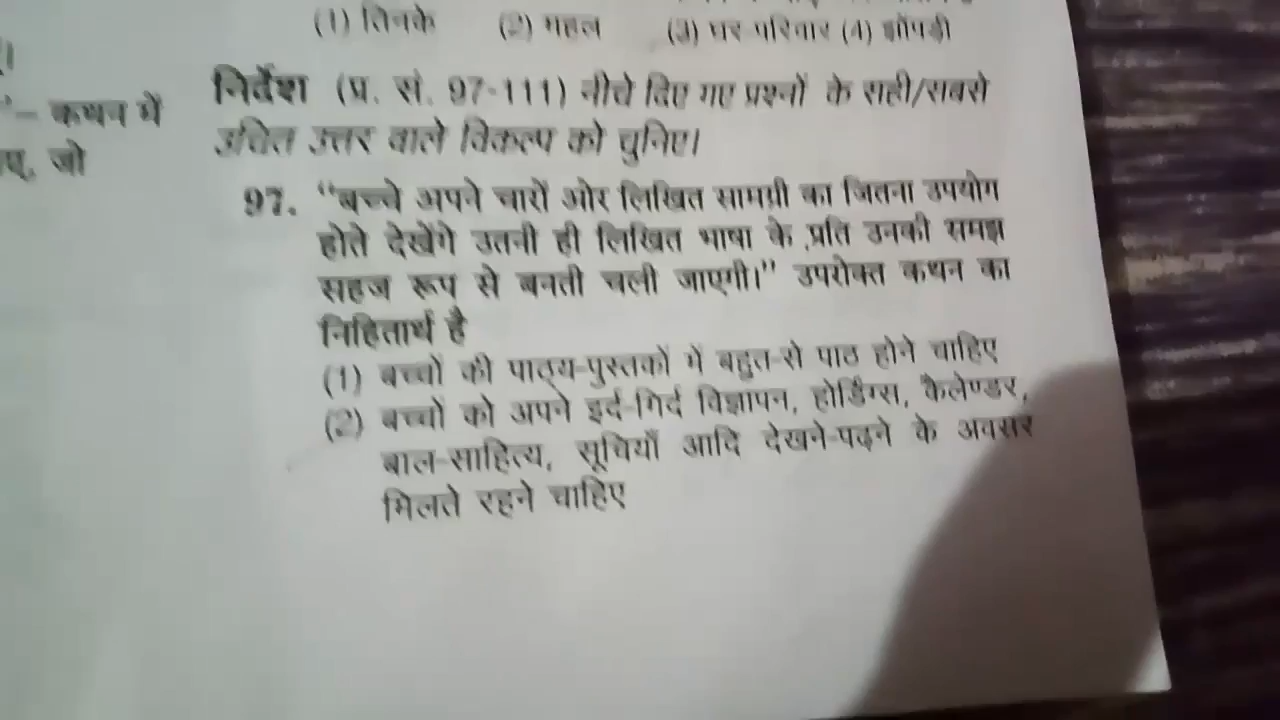 (1) तिनके (2) महल (3) घर-परिवार (4) झोंपड़ी
– कथन में
निर्देश (प्र. सं. 97-111) नीचे दिए गए प्रश्नों के सही/सबसे
उचित उत्तर वाले विकल्प को चुनिए।
जो
97. “बच्चे अपने चारों ओर लिखित सामग्री का जितना उपयोग
होते देखेंगे उतनी ही लिखित भाषा के प्रति उनकी समझ
सहज रूप से बनती चली जाएगी।” उपरोक्त कथन का
निहितार्थ है
(1) बच्चों की पाठ्य-पुस्तकों में बहुत-से पाठ होने चाहिए
(2) बच्चों को अपने इर्द-गिर्द विज्ञापन, होर्डिंग्स, कैलेण्डर,
बाल-साहित्य, सूचियाँ आदि देखने-पढ़ने के अवसर
मिलते रहने चाहिए